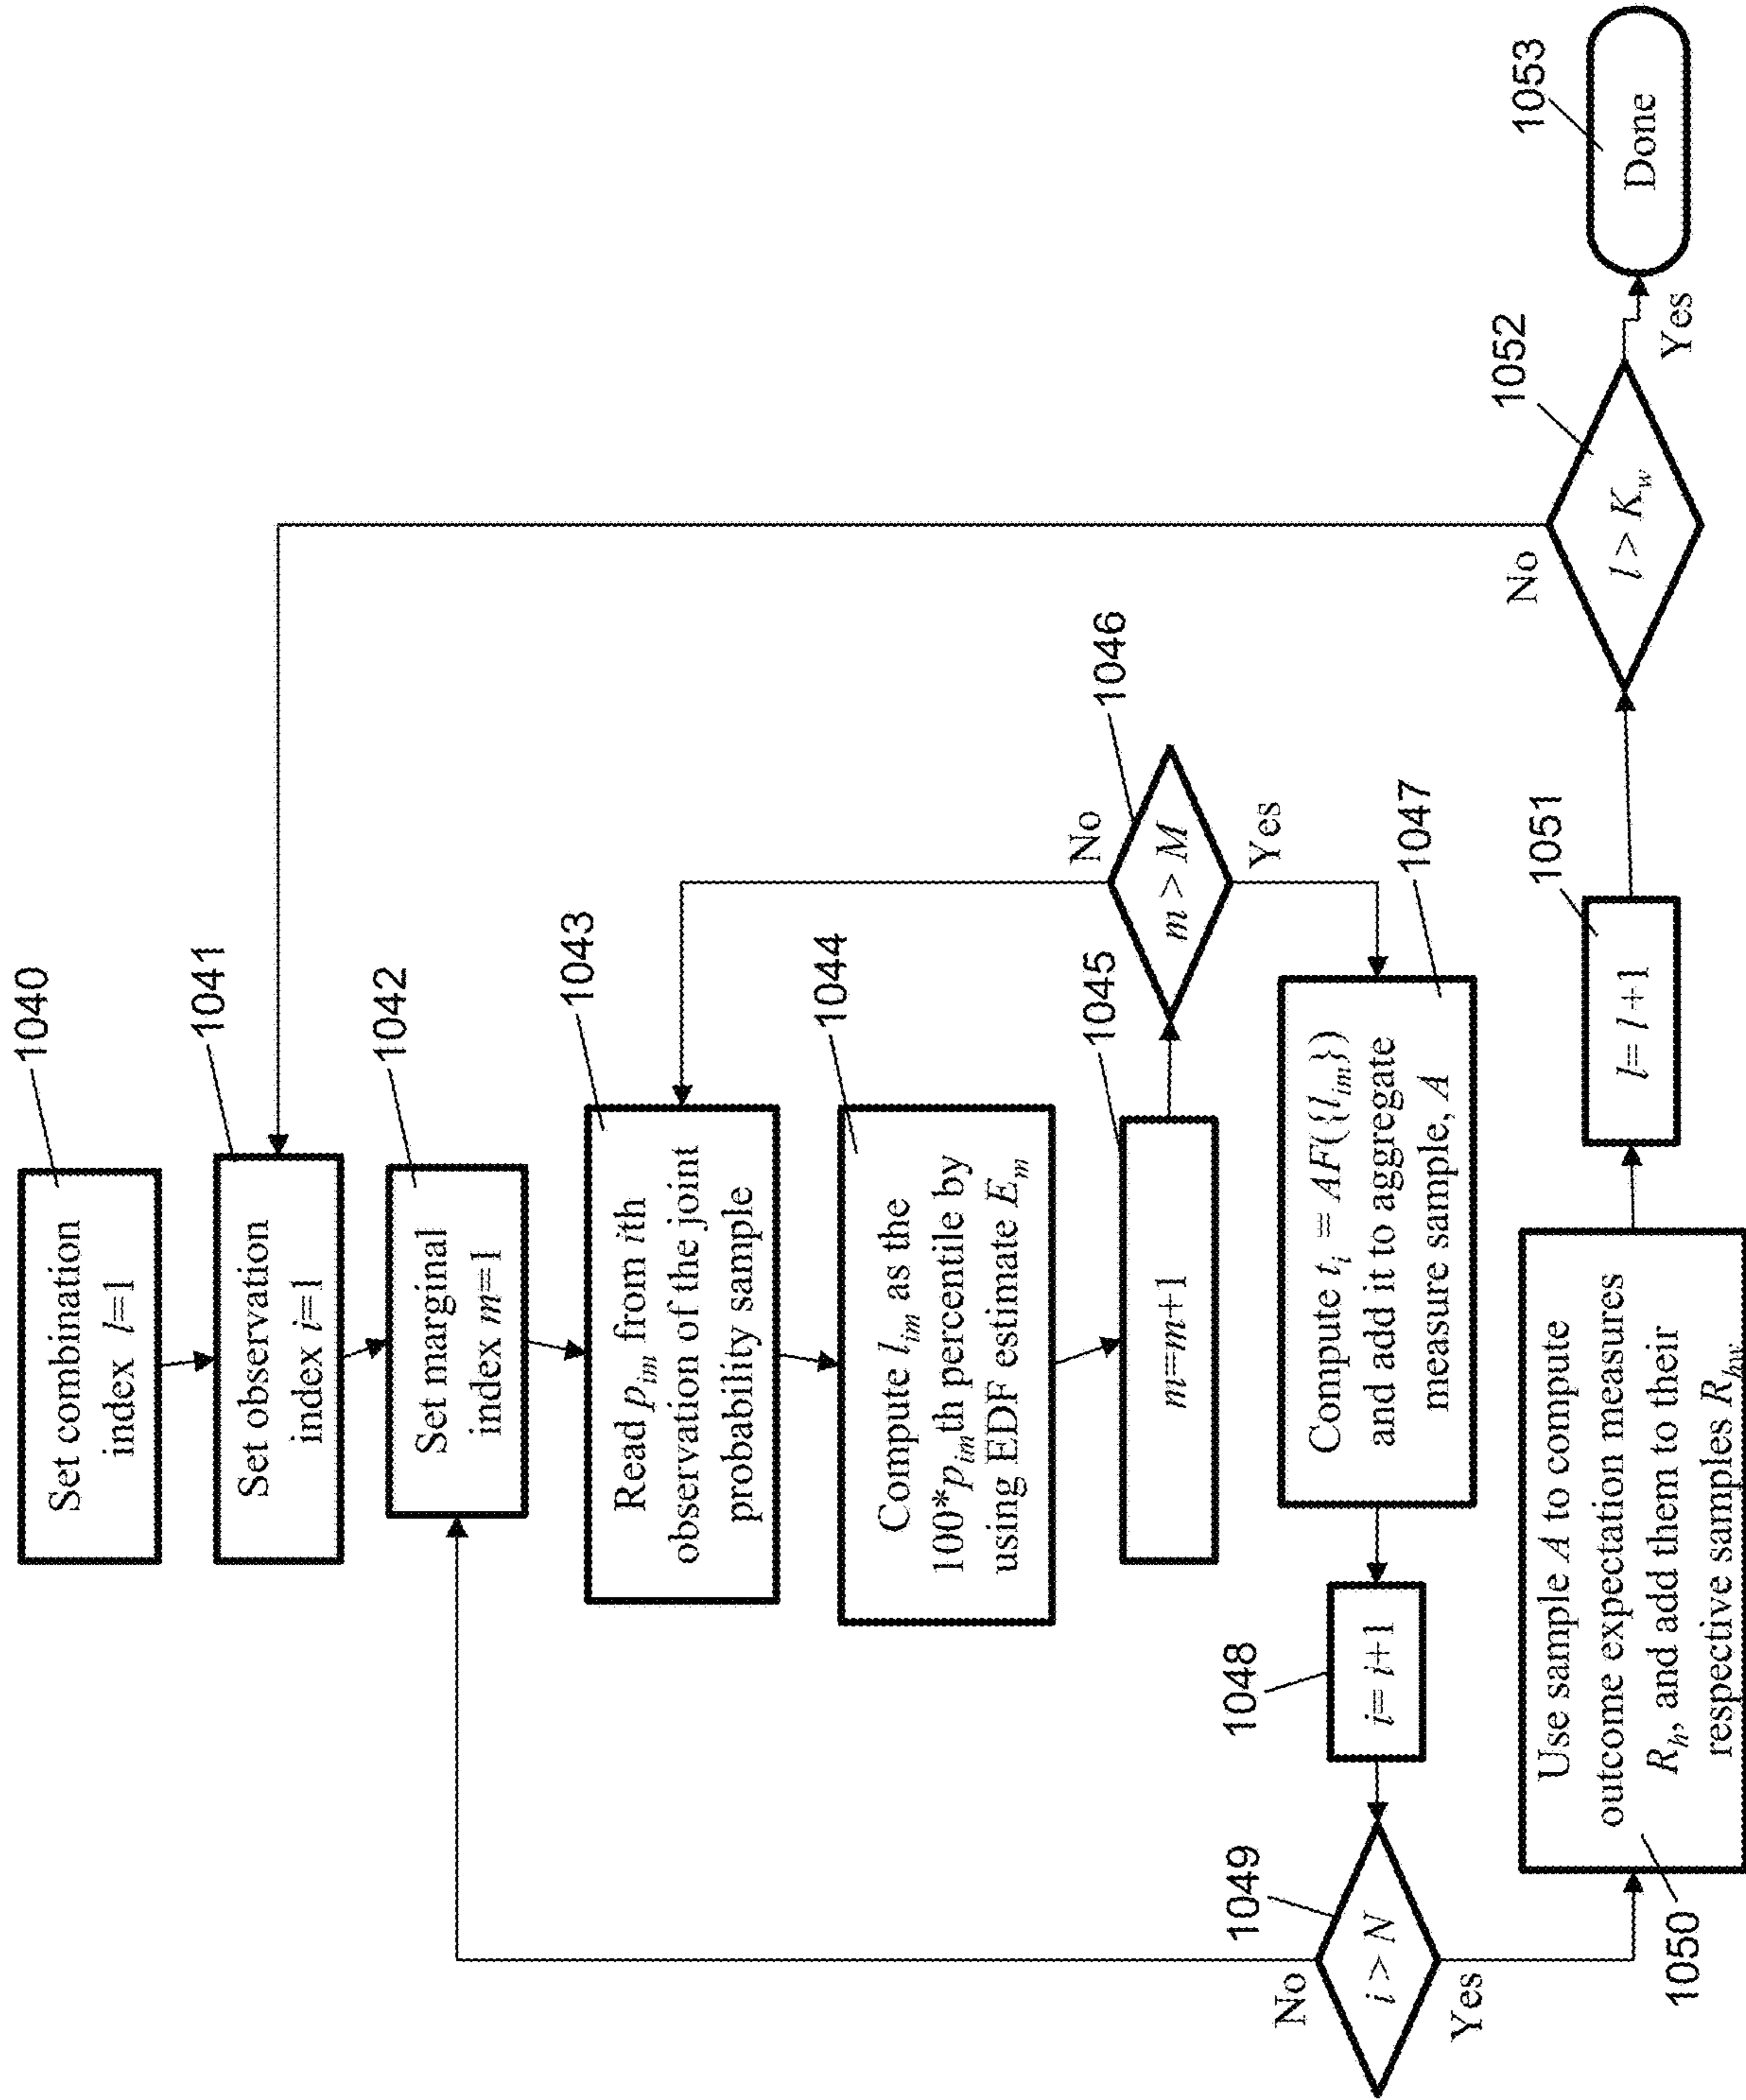 1040
Set combination
index l=1
1041
Set observation
index i=1
1042
Set marginal
index m=1
1043
Read p_im from ith
observation of the joint
probability sample
1044
Compute l_im as the
100*p_im th percentile by
using EDF estimate E_m
1045
m=m+1
1046
m > M
No
Yes
1047
Compute t_i = AF({l_im})
and add it to aggregate
measure sample, A
1048
i= i+1
1049
i > N
No
Yes
1050
Use sample A to compute
outcome expectation measures
R_h, and add them to their
respective samples R_hw
1051
l= l+1
1052
l > K_w
No
Yes
1053
Done